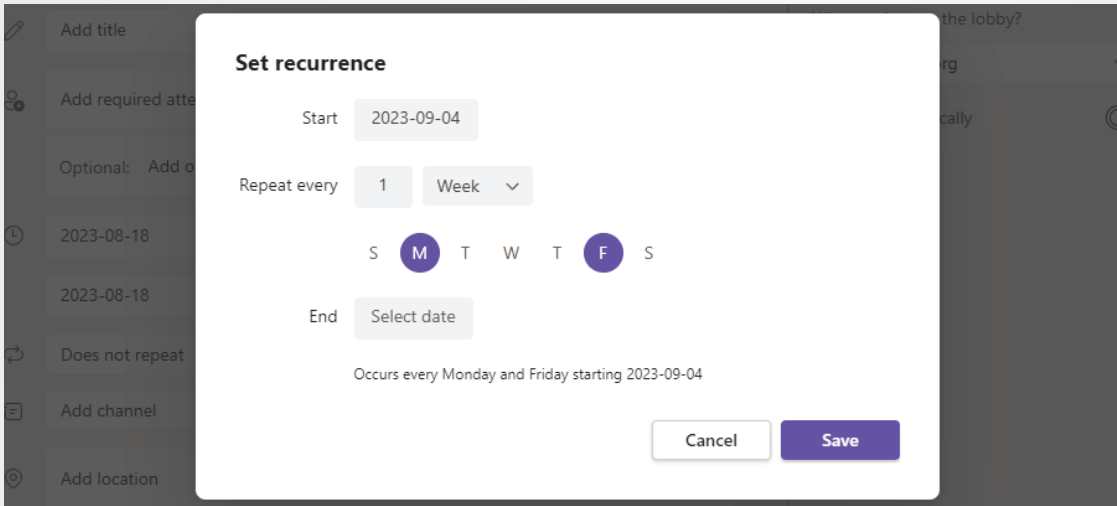 Add title
the lobby?
Set recurrence
org
Add required atte
Start 2023-09-04
cally
Optional: Add o
Repeat every 1 Week
2023-08-18
S M T W T F S
2023-08-18
End Select date
Does not repeat
Occurs every Monday and Friday starting 2023-09-04
Add channel
Cancel Save
Add location